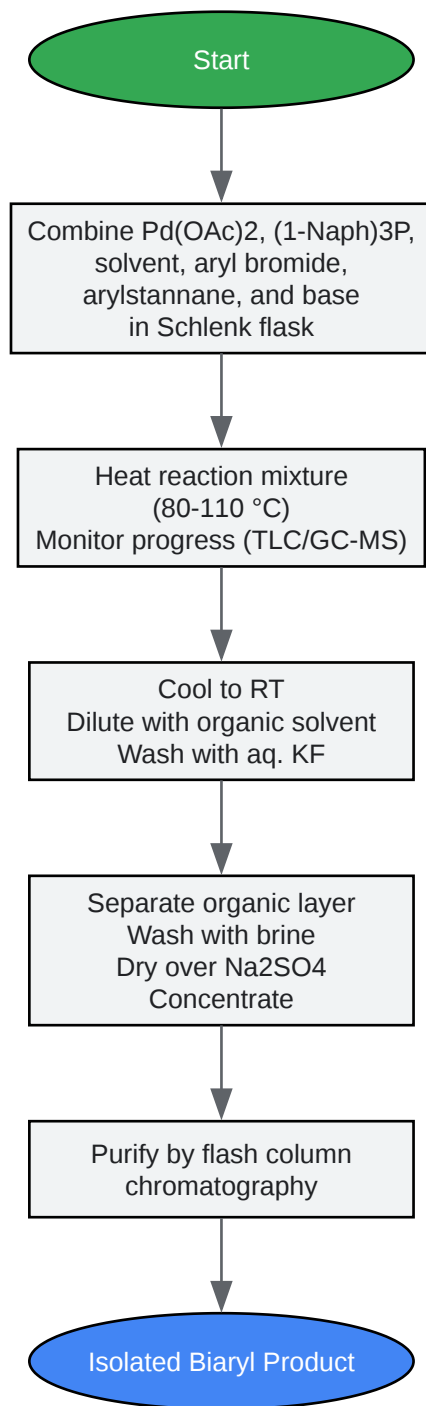 Start
Combine Pd(OAc)2, (1-Naph)3P,
solvent, aryl bromide,
arylstannane, and base
in Schlenk flask
Heat reaction mixture
(80-110 °C)
Monitor progress (TLC/GC-MS)
Cool to RT
Dilute with organic solvent
Wash with aq. KF
Separate organic layer
Wash with brine
Dry over Na2SO4
Concentrate
Purify by flash column
chromatography
Isolated Biaryl Product